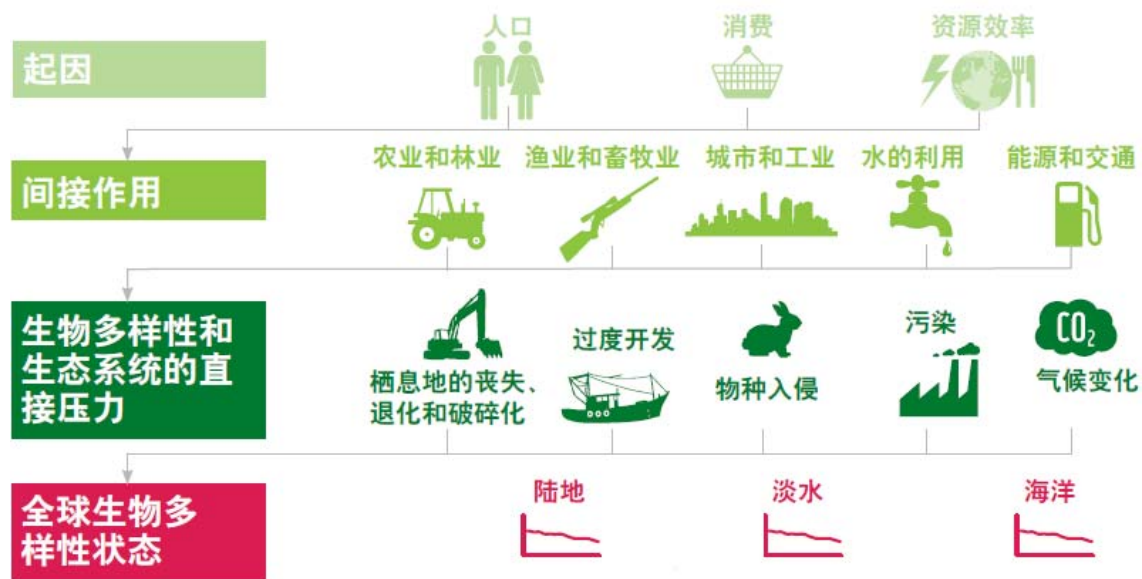 起因
人口
消费
资源效率
间接作用
农业和林业
渔业和畜牧业
城市和工业
水的利用
能源和交通
生物多样性和
生态系统的直
接压力
栖息地的丧失、
退化和破碎化
过度开发
物种入侵
污染
CO₂
气候变化
全球生物多
样性状态
陆地
淡水
海洋